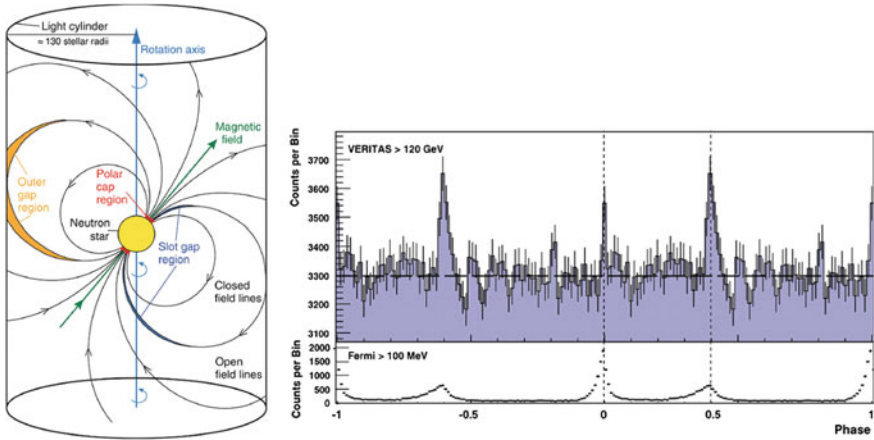 Light cylinder
≈ 130 stellar radii
Rotation axis
Magnetic
field
Outer
gap
region
Polar
cap
region
Neutron
star
Slot gap
region
Closed
field lines
Open
field lines
Counts per Bin
VERITAS > 120 GeV
3700
3600
3500
3400
3300
3200
3100
Counts per Bin
Fermi > 100 MeV
2000
1500
1000
500
0
-1
-0.5
0
0.5
1
Phase